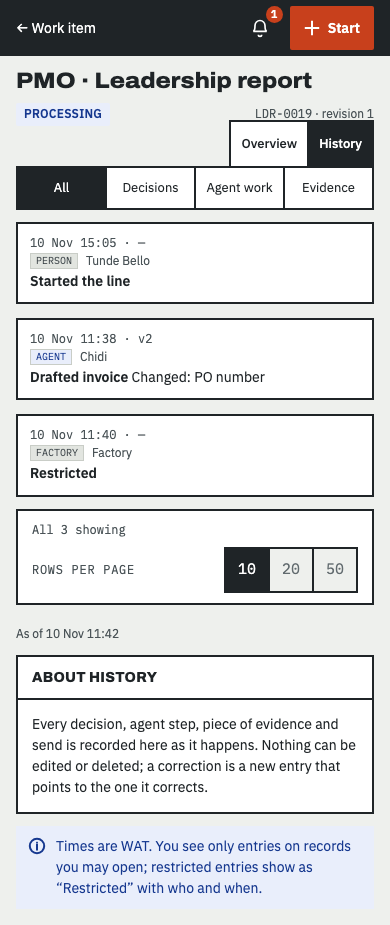 ← Work item
1
Start
PMO · Leadership report
PROCESSING
LDR-0019 · revision 1
Overview
History
All
Decisions
Agent work
Evidence
10 Nov 15:05 · —
PERSON Tunde Bello
Started the line
10 Nov 11:38 · v2
AGENT Chidi
Drafted invoice Changed: PO number
10 Nov 11:40 · —
FACTORY Factory
Restricted
All 3 showing
ROWS PER PAGE
10 20 50
As of 10 Nov 11:42
ABOUT HISTORY
Every decision, agent step, piece of evidence and
send is recorded here as it happens. Nothing can be
edited or deleted; a correction is a new entry that
points to the one it corrects.
Times are WAT. You see only entries on records
you may open; restricted entries show as
“Restricted” with who and when.